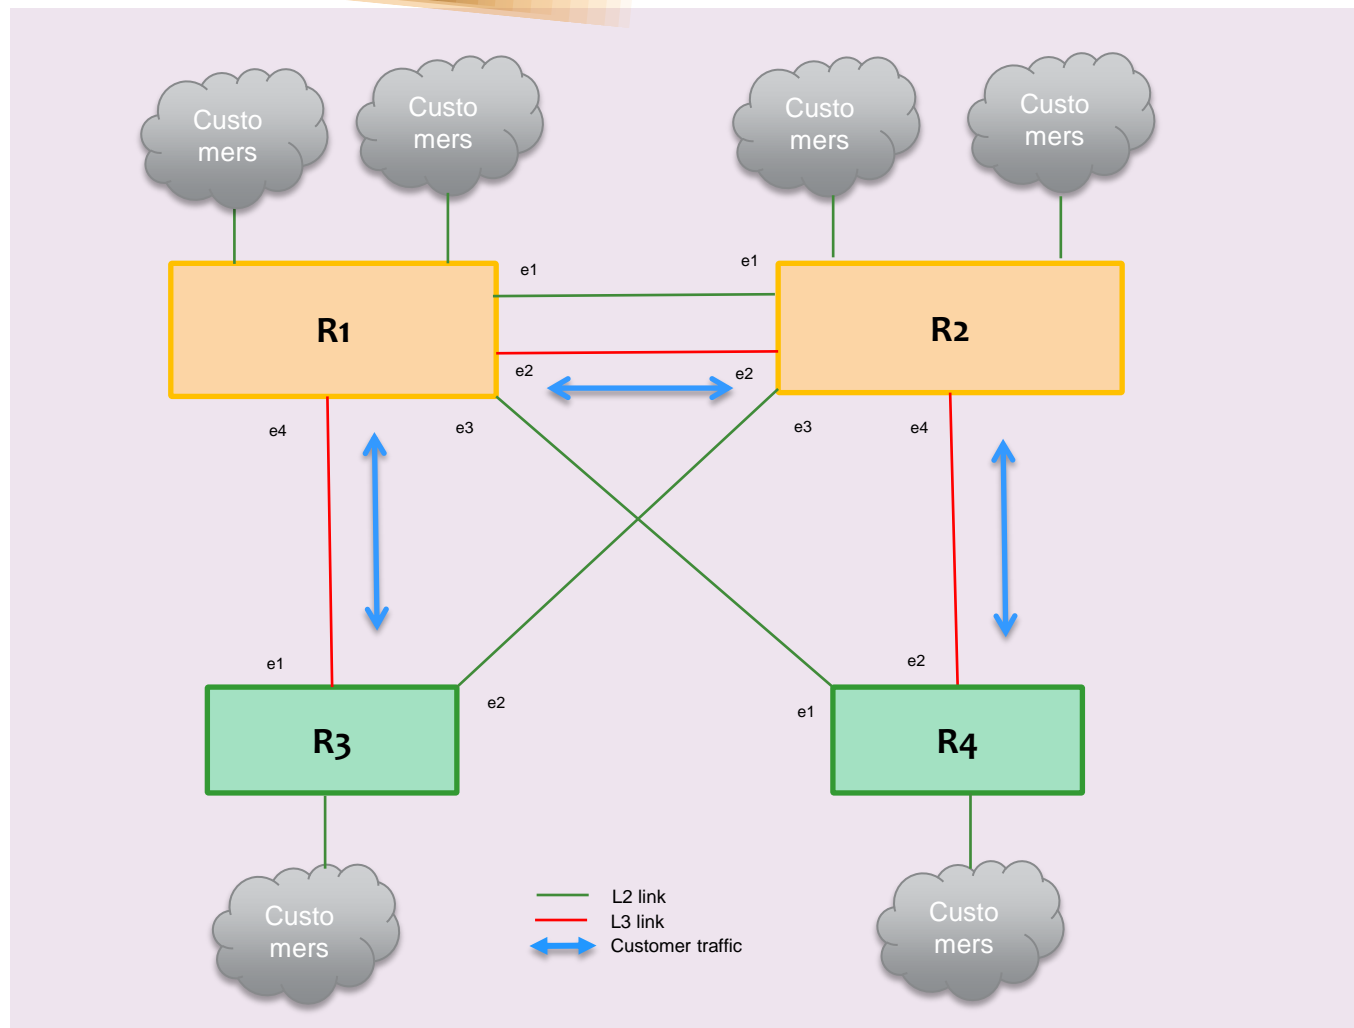 Custo
mers
Custo
mers
Custo
mers
Custo
mers
e1
e1
R1
R2
e2
e2
e4
e3
e3
e4
e1
e2
e2
e1
R3
R4
Custo
mers
Custo
mers
L2 link
L3 link
Customer traffic